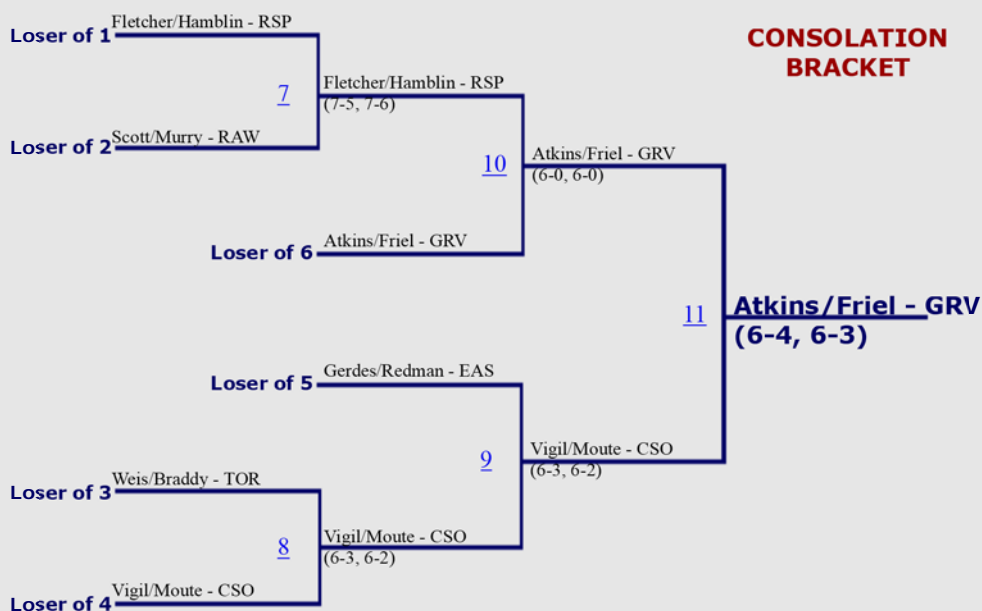 CONSOLATION
BRACKET
Loser of 1
Fletcher/Hamblin - RSP
7
Fletcher/Hamblin - RSP
(7-5, 7-6)
Loser of 2
Scott/Murry - RAW
10
Atkins/Friel - GRV
(6-0, 6-0)
Loser of 6
Atkins/Friel - GRV
11
Atkins/Friel - GRV
(6-4, 6-3)
Loser of 5
Gerdes/Redman - EAS
9
Vigil/Moute - CSO
(6-3, 6-2)
Loser of 3
Weis/Braddy - TOR
8
Vigil/Moute - CSO
(6-3, 6-2)
Loser of 4
Vigil/Moute - CSO